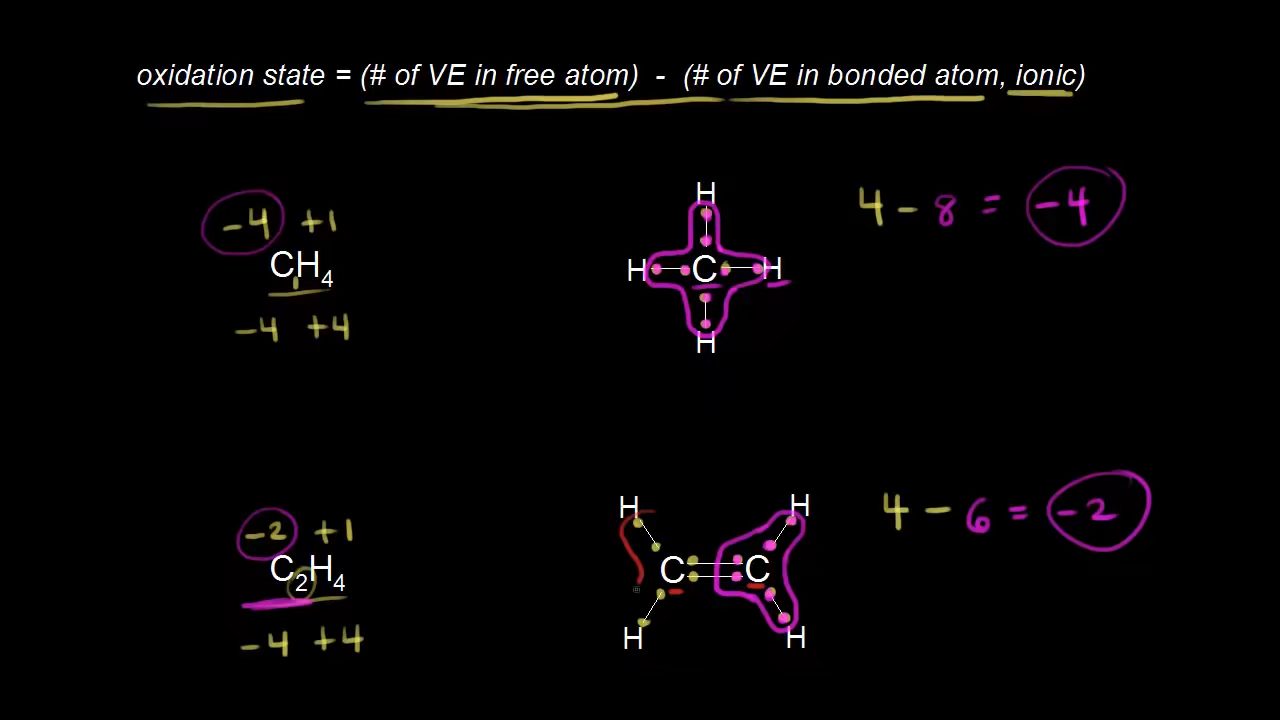 oxidation state = (# of VE in free atom) - (# of VE in bonded atom, ionic)
-4 +1
CH4
-4 +4
H
H C H
H
4 - 8 = -4
-2 +1
C2H4
-4 +4
H H
C C
H H
4 - 6 = -2